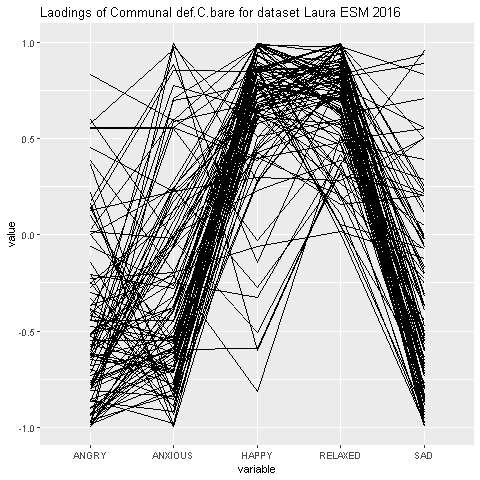 Laodings of Communal def.C.bare for dataset Laura ESM 2016
value
1.0
0.5
0.0
-0.5
-1.0
ANGRY ANXIOUS HAPPY RELAXED SAD
variable